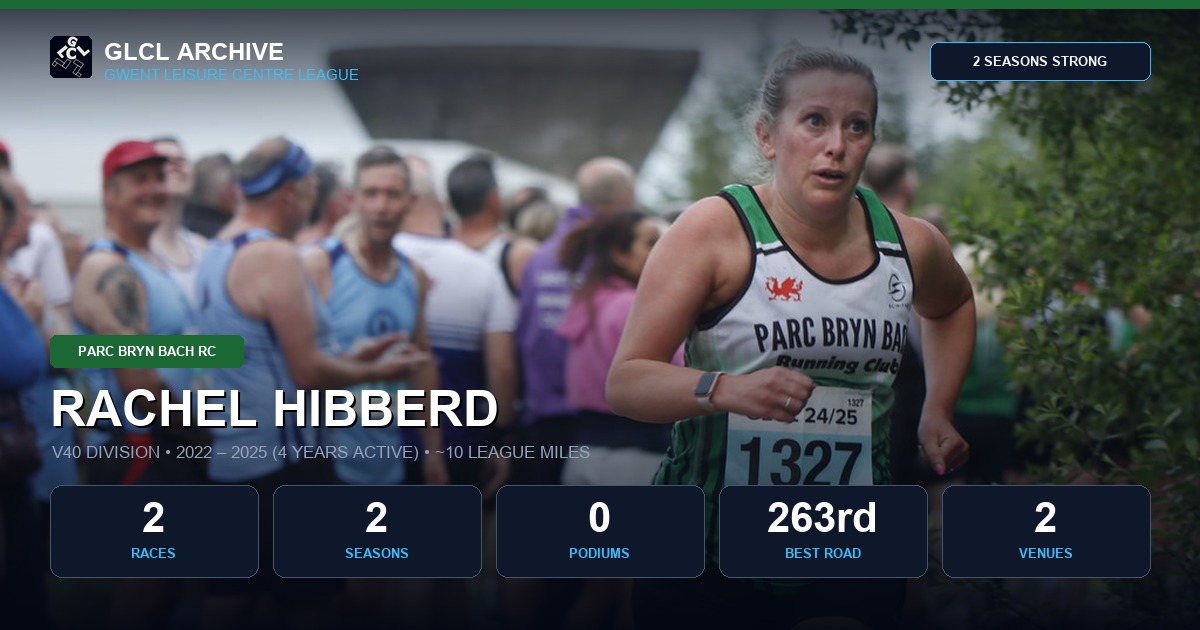 GLCL ARCHIVE
GWENT LEISURE CENTRE LEAGUE
2 SEASONS STRONG
PARC BRYN BAC
Running Club
1327
24/25
1327
PARC BRYN BACH RC
RACHEL HIBBERD
V40 DIVISION • 2022 – 2025 (4 YEARS ACTIVE) • ~10 LEAGUE MILES
2
RACES
2
SEASONS
0
PODIUMS
263rd
BEST ROAD
2
VENUES